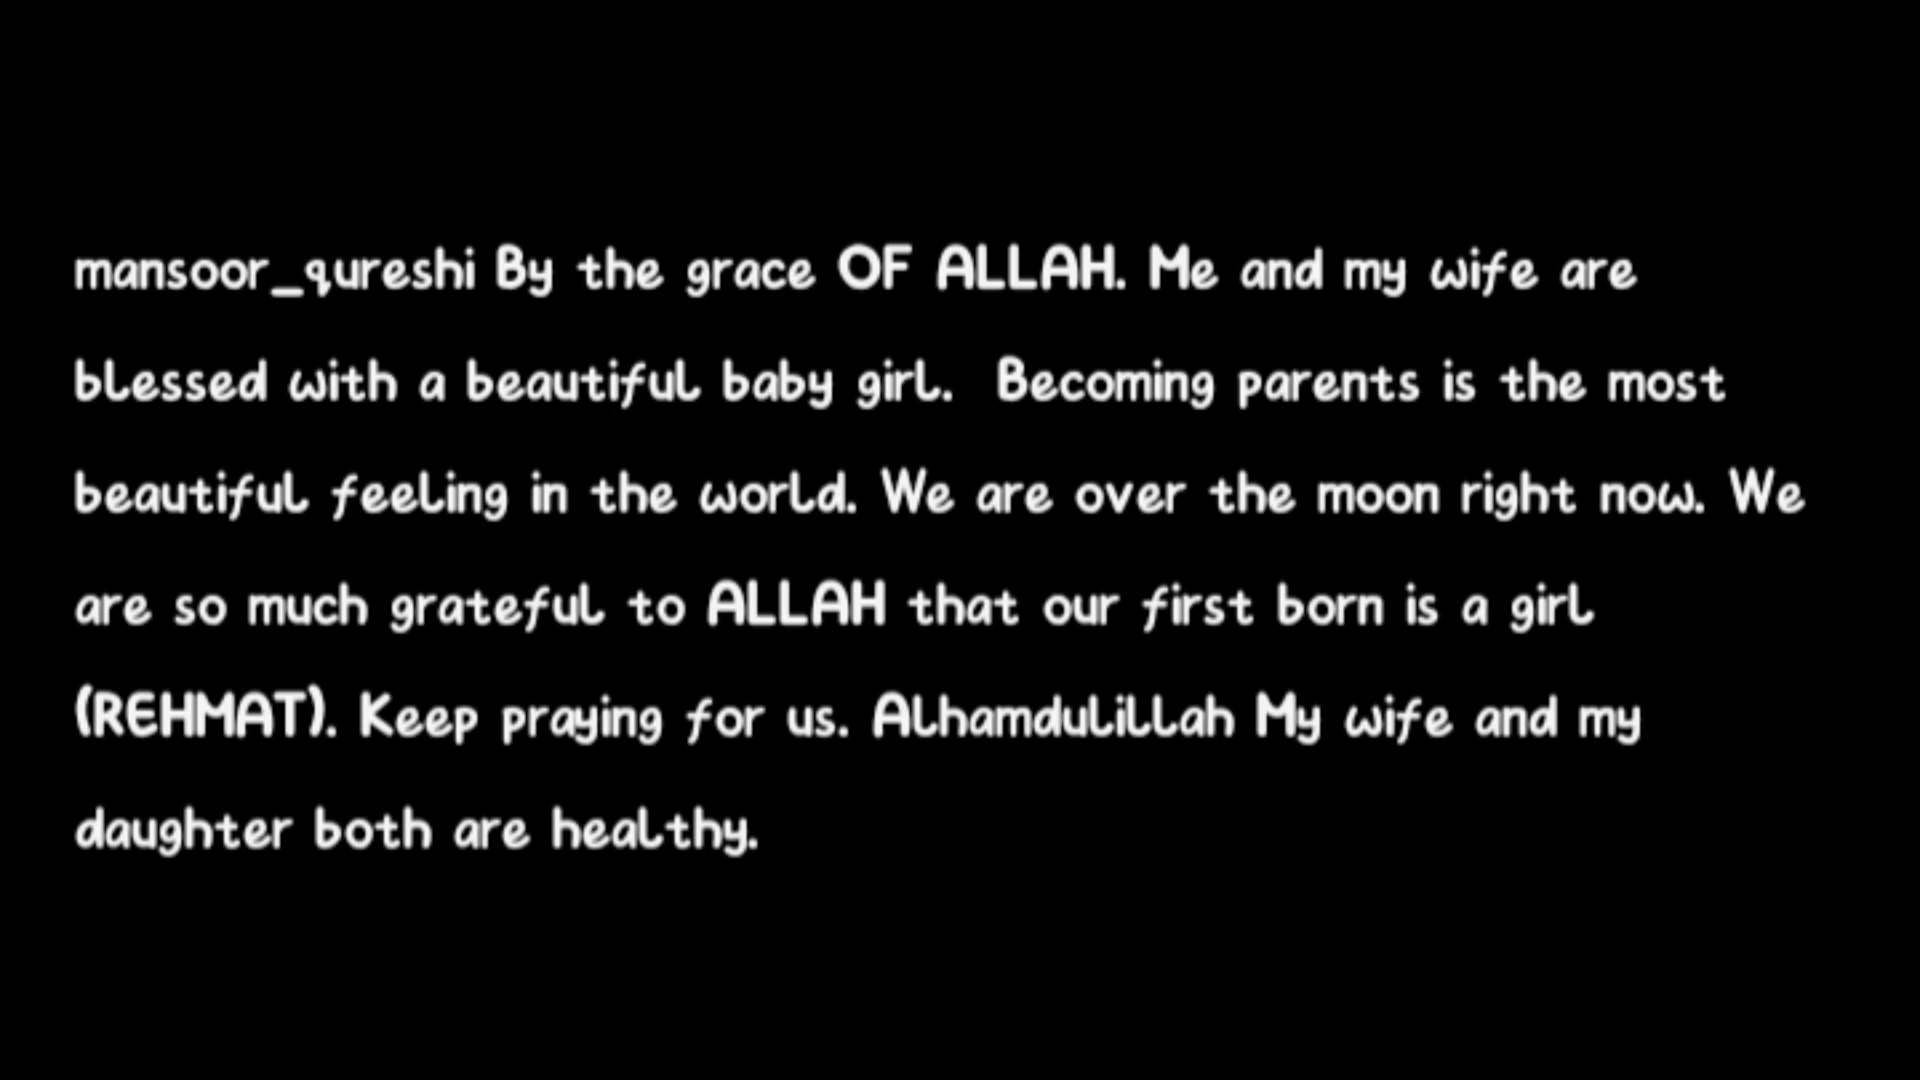 mansoor_qureshi By the grace OF ALLAH. Me and my wife are
blessed with a beautiful baby girl.  Becoming parents is the most
beautiful feeling in the world. We are over the moon right now. We
are so much grateful to ALLAH that our first born is a girl
(REHMAT). Keep praying for us. Alhamdulillah My wife and my
daughter both are healthy.